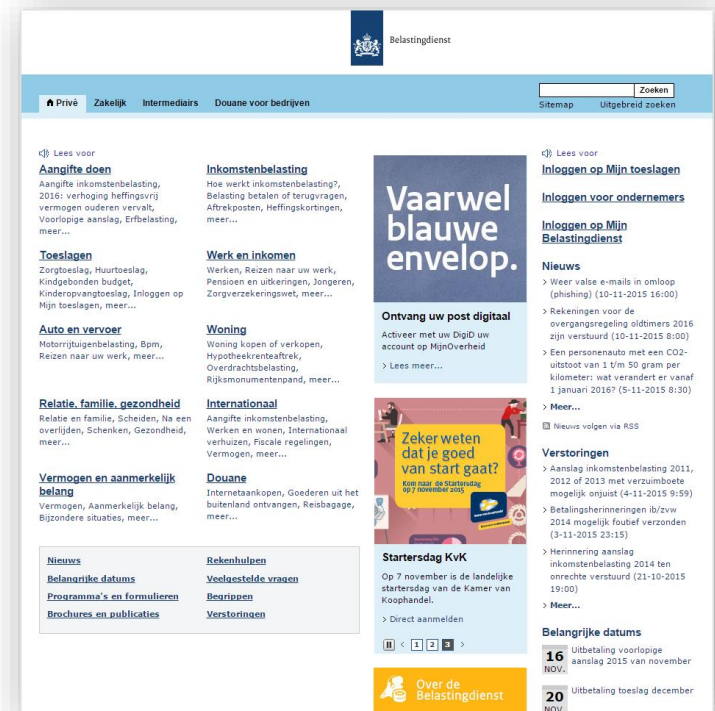 Belastingdienst
Privé Zakelijk Intermediairs Douane voor bedrijven
Zoeken
Sitemap Uitgebreid zoeken
Lees voor
Aangifte doen
Aangifte inkomstenbelasting,
2016: verhoging heffingsvrij
vermogen ouderen vervalt,
Voorlopige aanslag, Erfbelasting,
meer...
Toeslagen
Zorgtoeslag, Huurtoeslag,
Kindgebonden budget,
Kinderopvangtoeslag, Inloggen op
Mijn toeslagen, meer...
Auto en vervoer
Motorrijtuigenbelasting, Bpm,
Reizen naar uw werk, meer...
Relatie, familie, gezondheid
Relatie en familie, Scheiden, Na een
overlijden, Schenken, Gezondheid,
meer...
Vermogen en aanmerkelijk
belang
Vermogen, Aanmerkelijk belang,
Bijzondere situaties, meer...
Inkomstenbelasting
Hoe werkt inkomstenbelasting?,
Belasting betalen of terugvragen,
Aftrekposten, Heffingskortingen,
meer...
Werk en inkomen
Werken, Reizen naar uw werk,
Pensioen en uitkeringen, Jongeren,
Zorgverzekeringswet, meer...
Woning
Woning kopen of verkopen,
Hypotheekrenteaftrek,
Overdrachtsbelasting,
Rijksmonumentenpand, meer...
Internationaal
Aangifte inkomstenbelasting,
Werken en wonen, Internationaal
verhuizen, Fiscale regelingen,
Vermogen, meer...
Douane
Internetaankopen, Goederen uit het
buitenland ontvangen, Reisbagage,
meer...
Nieuws
Belangrijke datums
Programma's en formulieren
Brochures en publicaties
Rekenhulpen
Veelgestelde vragen
Begrippen
Verstoringen
Vaarwel
blauwe
envelop.
Ontvang uw post digitaal
Activeer met uw DigiD uw
account op MijnOverheid
> Lees meer...
Zeker weten
dat je goed
van start gaat?
Kom naar de Startersdag
op 7 november 2015
Startersdag KvK
Op 7 november is de landelijke
startersdag van de Kamer van
Koophandel.
> Direct aanmelden
< 1 2 3 >
Over de
Belastingdienst
Lees voor
Inloggen op Mijn toeslagen
Inloggen voor ondernemers
Inloggen op Mijn
Belastingdienst
Nieuws
> Weer valse e-mails in omloop
(phishing) (10-11-2015 16:00)
> Rekeningen voor de
overgangsregeling oldtimers 2016
zijn verstuurd (10-11-2015 8:00)
> Een personenauto met een CO2-
uitstoot van 1 t/m 50 gram per
kilometer: wat verandert er vanaf
1 januari 2016? (5-11-2015 8:30)
> Meer...
Nieuws volgen via RSS
Verstoringen
> Aanslag inkomstenbelasting 2011,
2012 of 2013 met verzuimboete
mogelijk onjuist (4-11-2015 9:59)
> Betalingsherinneringen ib/zvw
2014 mogelijk foutief verzonden
(3-11-2015 23:15)
> Herinnering aanslag
inkomstenbelasting 2014 ten
onrechte verstuurd (21-10-2015
19:00)
> Meer...
Belangrijke datums
16 NOV.
Uitbetaling voorlopige
aanslag 2015 van november
20 NOV.
Uitbetaling toeslag december